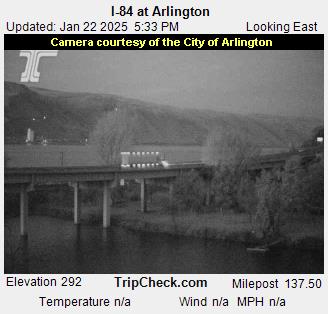 I-84 at Arlington
Updated: Jan 22 2025 5:33 PM Looking East
Camera courtesy of the City of Arlington
Elevation 292 TripCheck.com Milepost 137.50
Temperature n/a Wind n/a MPH n/a